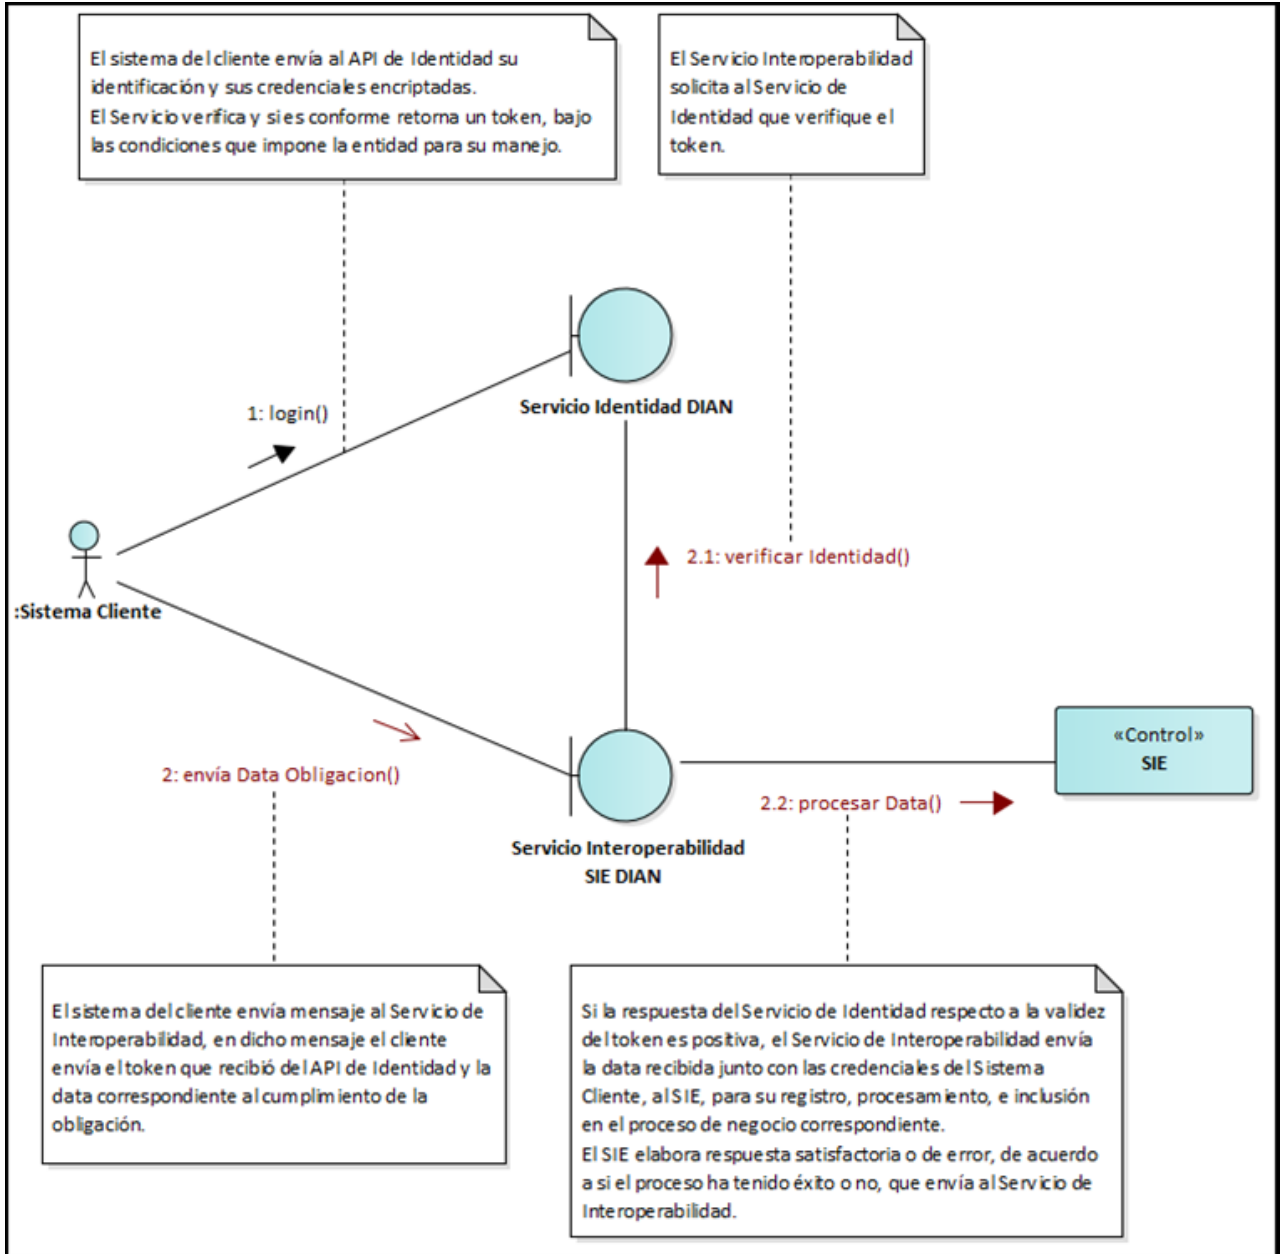 El sistema del cliente envía al API de Identidad su
identificación y sus credenciales encriptadas.
El Servicio verifica y si es conforme retorna un token, bajo
las condiciones que impone la entidad para su manejo.
El Servicio Interoperabilidad
solicita al Servicio de
Identidad que verifique el
token.
Servicio Identidad DIAN
1: login()
2.1: verificar Identidad()
:Sistema Cliente
«Control»
SIE
2: envía Data Obligacion()
2.2: procesar Data()
Servicio Interoperabilidad
SIE DIAN
El sistema del cliente envía mensaje al Servicio de
Interoperabilidad, en dicho mensaje el cliente
envía el token que recibió del API de Identidad y la
data correspondiente al cumplimiento de la
obligación.
Si la respuesta del Servicio de Identidad respecto a la validez
del token es positiva, el Servicio de Interoperabilidad envía
la data recibida junto con las credenciales del Sistema
Cliente, al SIE, para su registro, procesamiento, e inclusión
en el proceso de negocio correspondiente.
El SIE elabora respuesta satisfactoria o de error, de acuerdo
a si el proceso ha tenido éxito o no, que envía al Servicio de
Interoperabilidad.